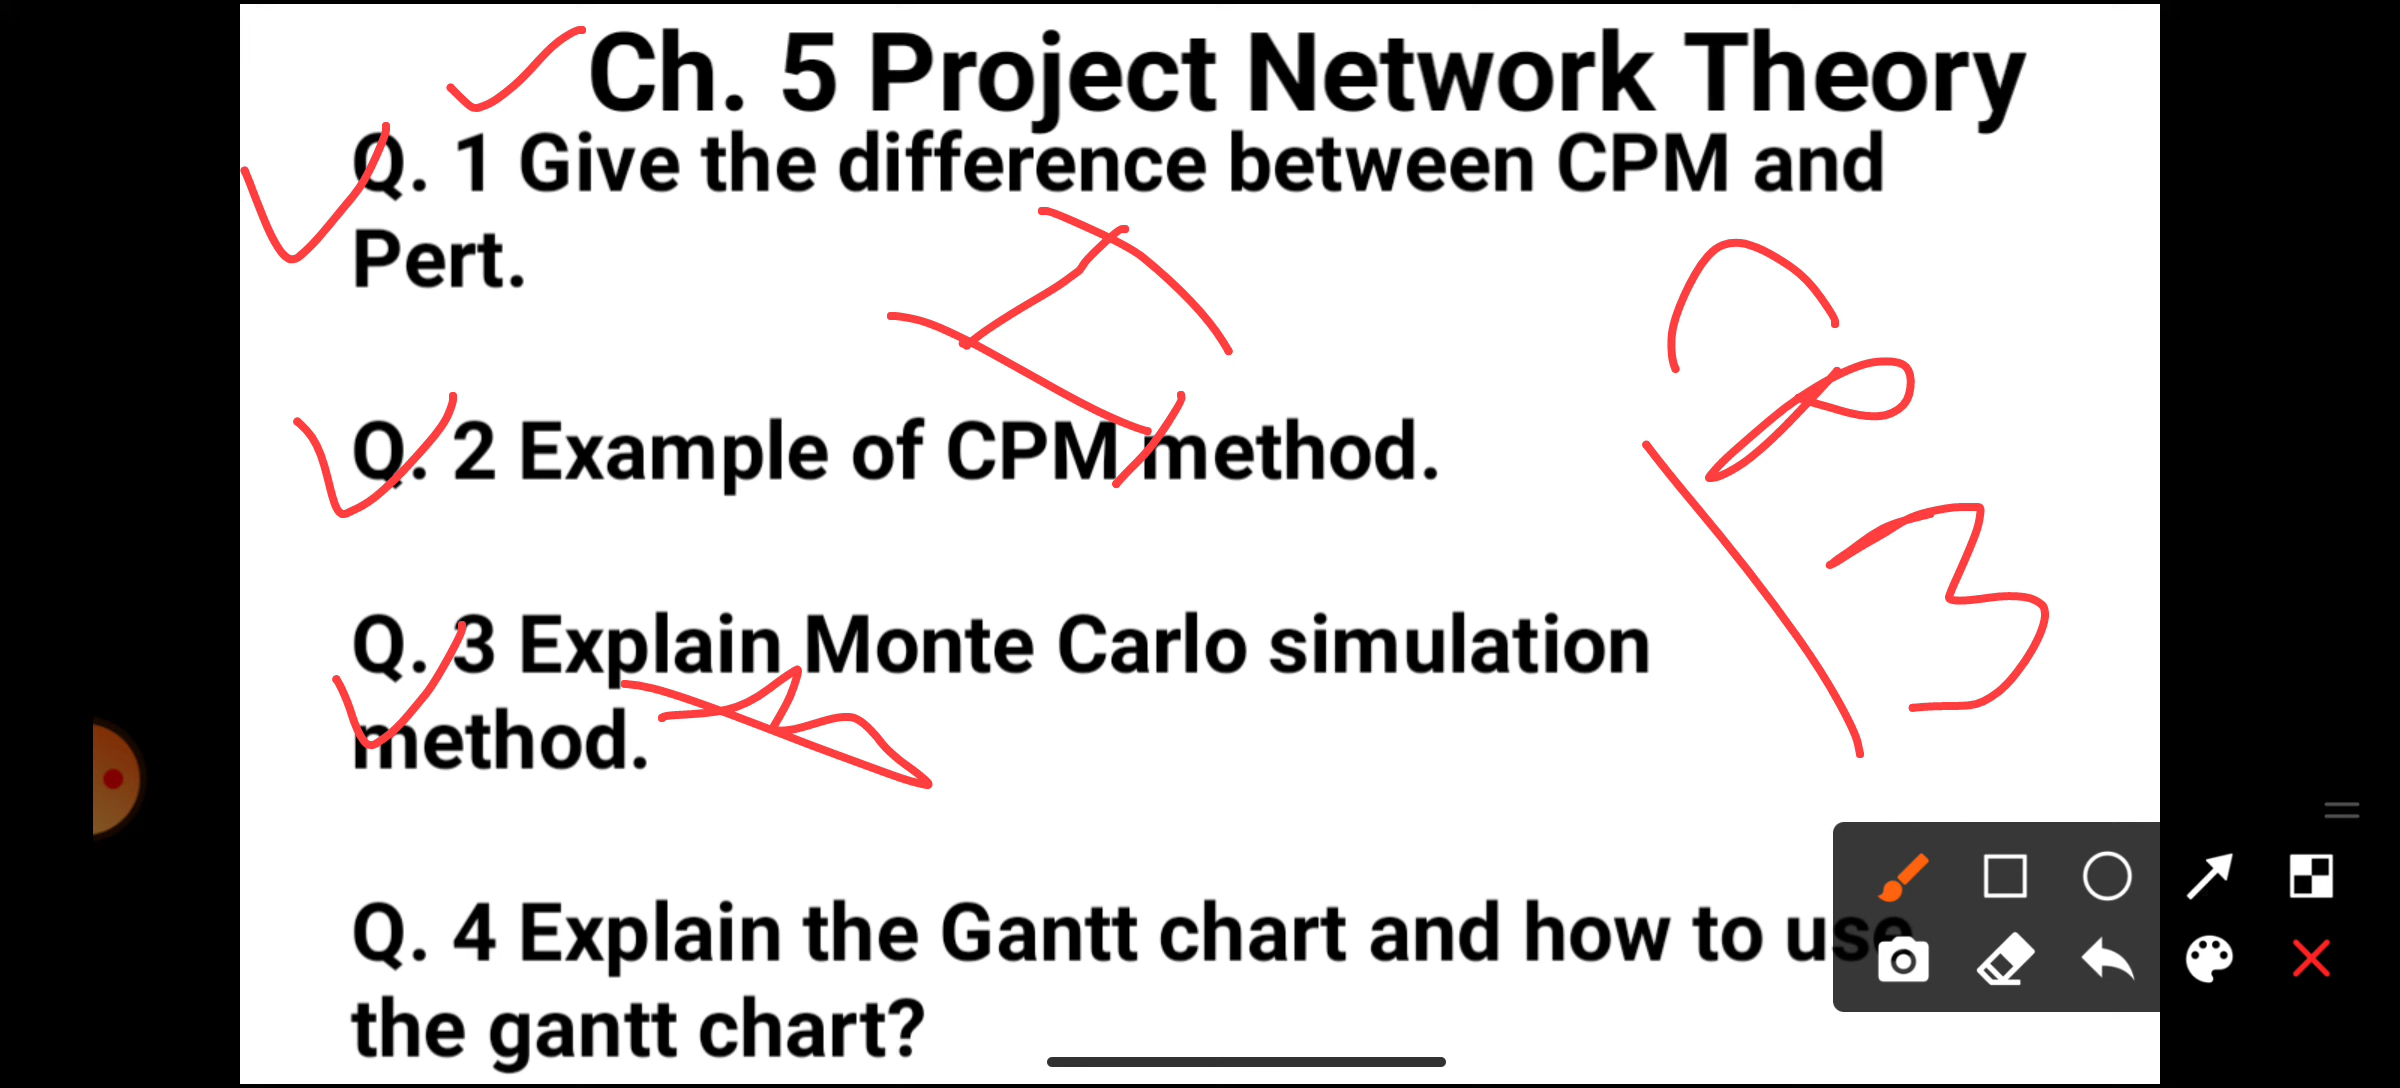 Ch. 5 Project Network Theory
Q. 1 Give the difference between CPM and
Pert.
Q. 2 Example of CPM method.
Q. 3 Explain Monte Carlo simulation
method.
Q. 4 Explain the Gantt chart and how to use
the gantt chart?